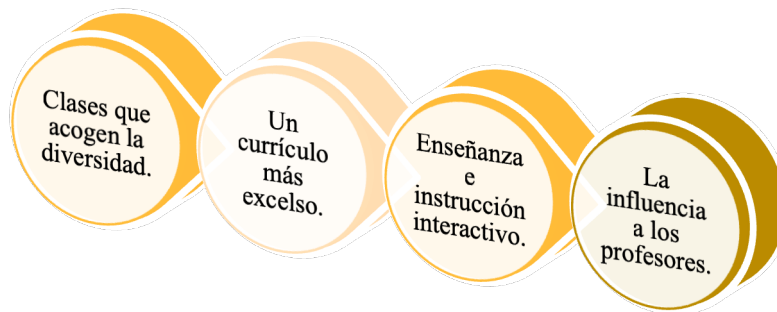 Clases que
acogen la
diversidad.
Un
currículo
más
excelso.
Enseñanza
e
instrucción
interactivo.
La
influencia
a los
profesores.